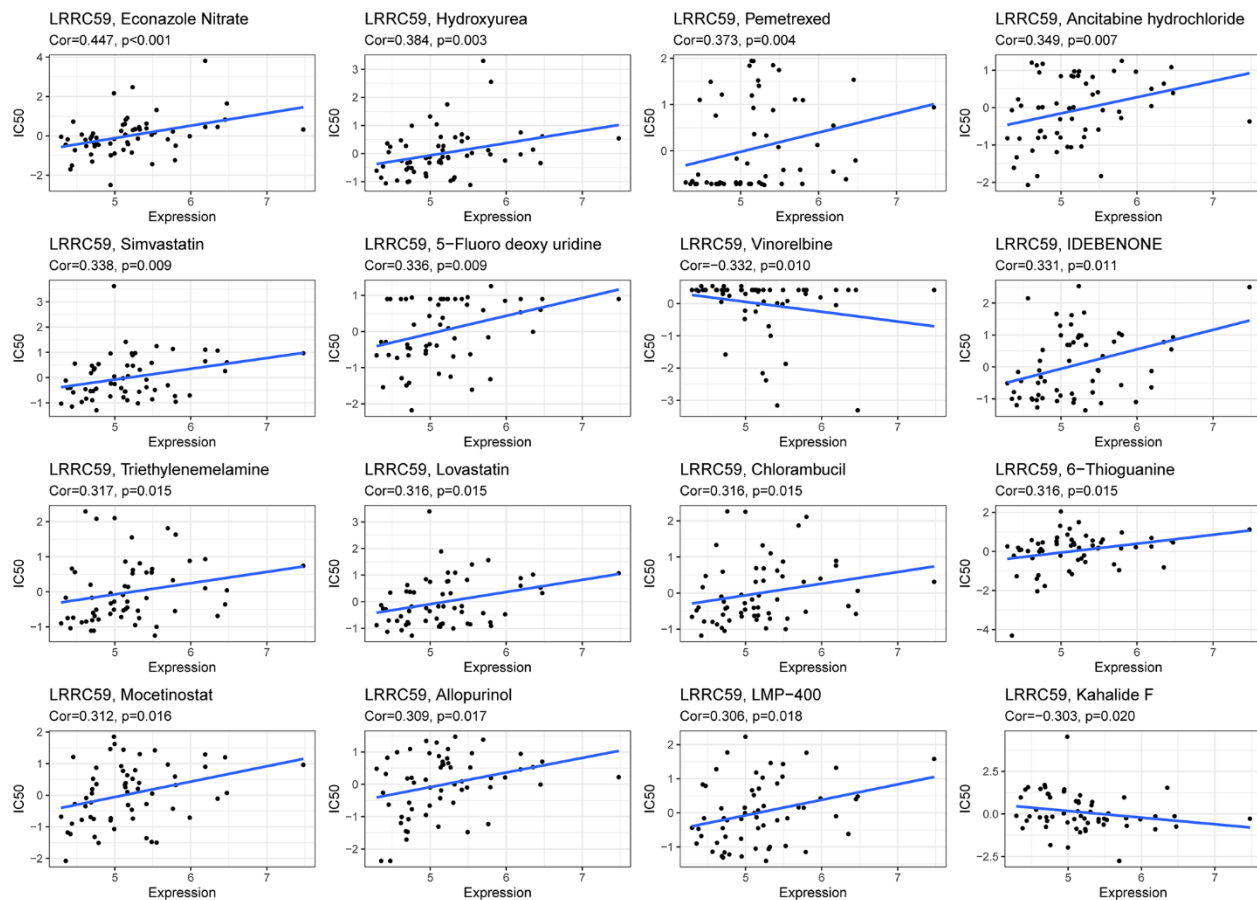 LRRC59, Econazole Nitrate
Cor=0.447, p<0.001
4
2
0
−2
IC50
5
6
7
Expression
LRRC59, Hydroxyurea
Cor=0.384, p=0.003
3
2
1
0
−1
IC50
5
6
7
Expression
LRRC59, Pemetrexed
Cor=0.373, p=0.004
2
1
0
IC50
5
6
7
Expression
LRRC59, Ancitabine hydrochloride
Cor=0.349, p=0.007
1
0
−1
−2
IC50
5
6
7
Expression
LRRC59, Simvastatin
Cor=0.338, p=0.009
3
2
1
0
−1
IC50
5
6
7
Expression
LRRC59, 5−Fluoro deoxy uridine
Cor=0.336, p=0.009
1
0
−1
−2
IC50
5
6
7
Expression
LRRC59, Vinorelbine
Cor=−0.332, p=0.010
0
−1
−2
−3
IC50
5
6
7
Expression
LRRC59, IDEBENONE
Cor=0.331, p=0.011
2
1
0
−1
IC50
5
6
7
Expression
LRRC59, Triethylenemelamine
Cor=0.317, p=0.015
2
1
0
−1
IC50
5
6
7
Expression
LRRC59, Lovastatin
Cor=0.316, p=0.015
3
2
1
0
−1
IC50
5
6
7
Expression
LRRC59, Chlorambucil
Cor=0.316, p=0.015
2
1
0
−1
IC50
5
6
7
Expression
LRRC59, 6−Thioguanine
Cor=0.316, p=0.015
2
0
−2
−4
IC50
5
6
7
Expression
LRRC59, Mocetinostat
Cor=0.312, p=0.016
2
1
0
−1
−2
IC50
5
6
7
Expression
LRRC59, Allopurinol
Cor=0.309, p=0.017
1
0
−1
−2
IC50
5
6
7
Expression
LRRC59, LMP−400
Cor=0.306, p=0.018
2
1
0
−1
IC50
5
6
7
Expression
LRRC59, Kahalide F
Cor=−0.303, p=0.020
2.5
0.0
−2.5
IC50
5
6
7
Expression